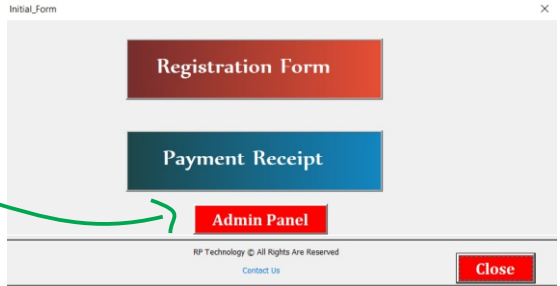 Initial_Form
Registration Form
Payment Receipt
Admin Panel
RP Technology © All Rights Are Reserved
Contact Us
Close